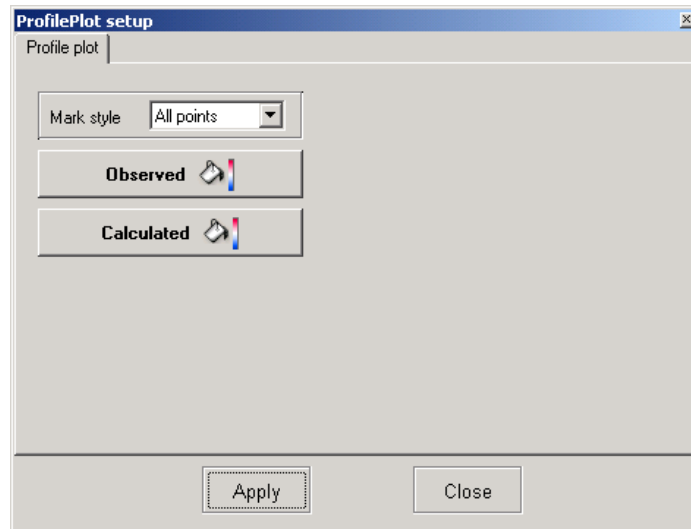 ProfilePlot setup
Profile plot
Mark style All points
Observed
Calculated
Apply Close